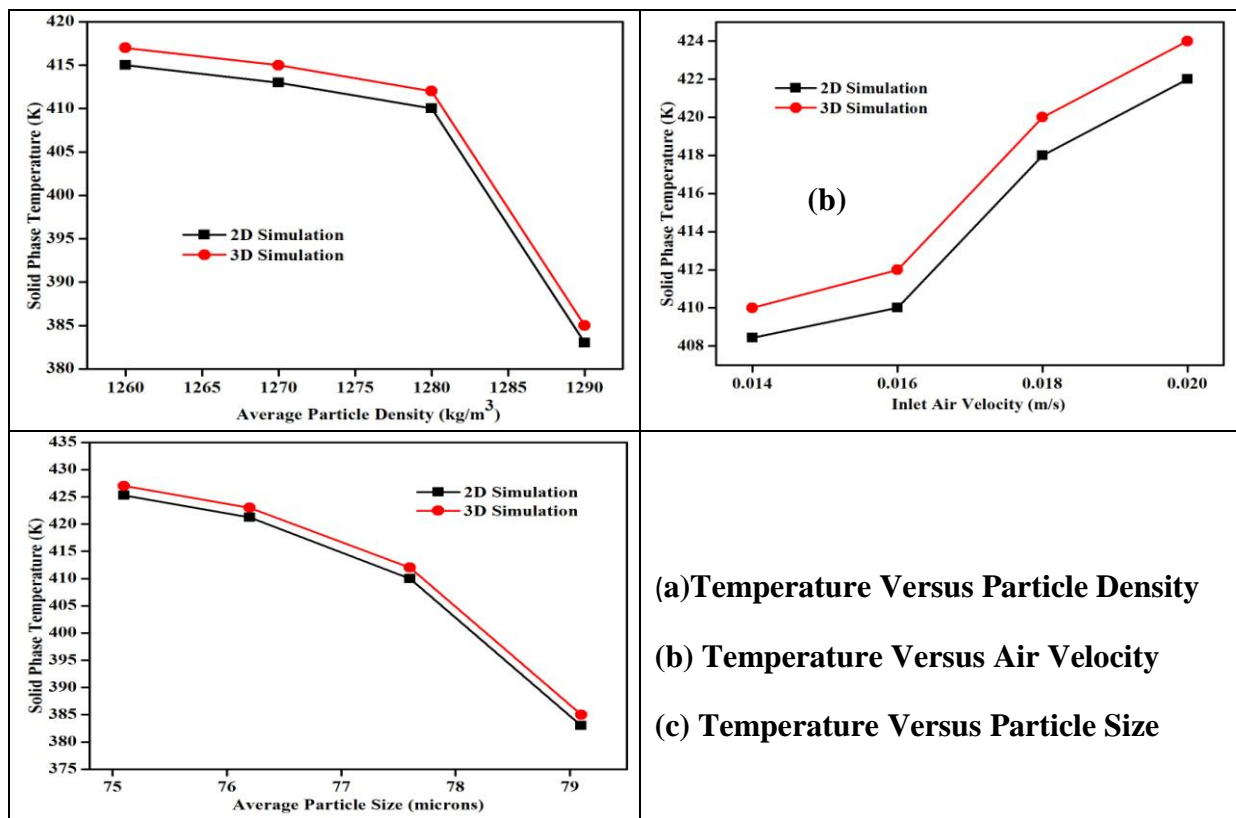 420
415
410
405
400
395
390
385
380
Solid Phase Temperature (K)
2D Simulation
3D Simulation
1260 1265 1270 1275 1280 1285 1290
Average Particle Density (kg/m³)
424
422
420
418
416
414
412
410
408
Solid Phase Temperature (K)
2D Simulation
3D Simulation
(b)
0.014 0.016 0.018 0.020
Inlet Air Velocity (m/s)
435
430
425
420
415
410
405
400
395
390
385
380
375
Solid Phase Temperature (K)
2D Simulation
3D Simulation
75 76 77 78 79
Average Particle Size (microns)
(a)Temperature Versus Particle Density
(b) Temperature Versus Air Velocity
(c) Temperature Versus Particle Size